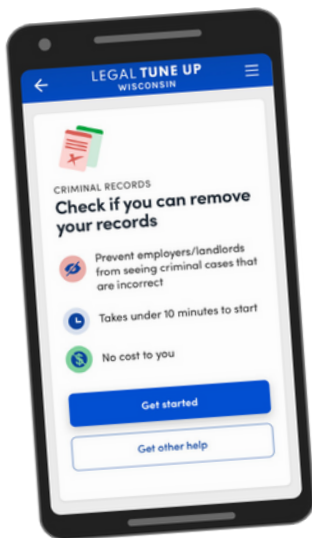 LEGAL TUNE UP
WISCONSIN
CRIMINAL RECORDS
Check if you can remove
your records
Prevent employers/landlords
from seeing criminal cases that
are incorrect
Takes under 10 minutes to start
$
No cost to you
Get started
Get other help